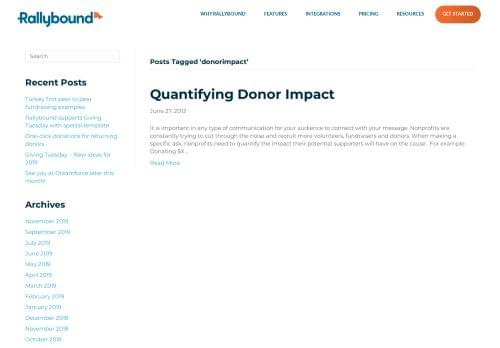 Rallybound
WHY RALLYBOUND
FEATURES
INTEGRATIONS
PRICING
RESOURCES
GET STARTED
Search
Recent Posts
Turkey Trot peer to peer
fundraising examples
Rallybound supports Giving
Tuesday with special template
One-click donations for returning
donors
Giving Tuesday – New ideas for
2019
See you at Dreamforce later this
month!
Archives
November 2019
September 2019
July 2019
June 2019
May 2019
April 2019
March 2019
February 2019
January 2019
December 2018
November 2018
October 2018
Posts Tagged ‘donorimpact’
Quantifying Donor Impact
June 27, 2013
It is important in any type of communication for your audience to connect with your message. Nonprofits are
constantly trying to cut through the noise and recruit more volunteers, fundraisers and donors. When making a
specific ask, nonprofits need to quantify the impact their potential supporters will have on the cause. For example:
Donating $X...
Read More